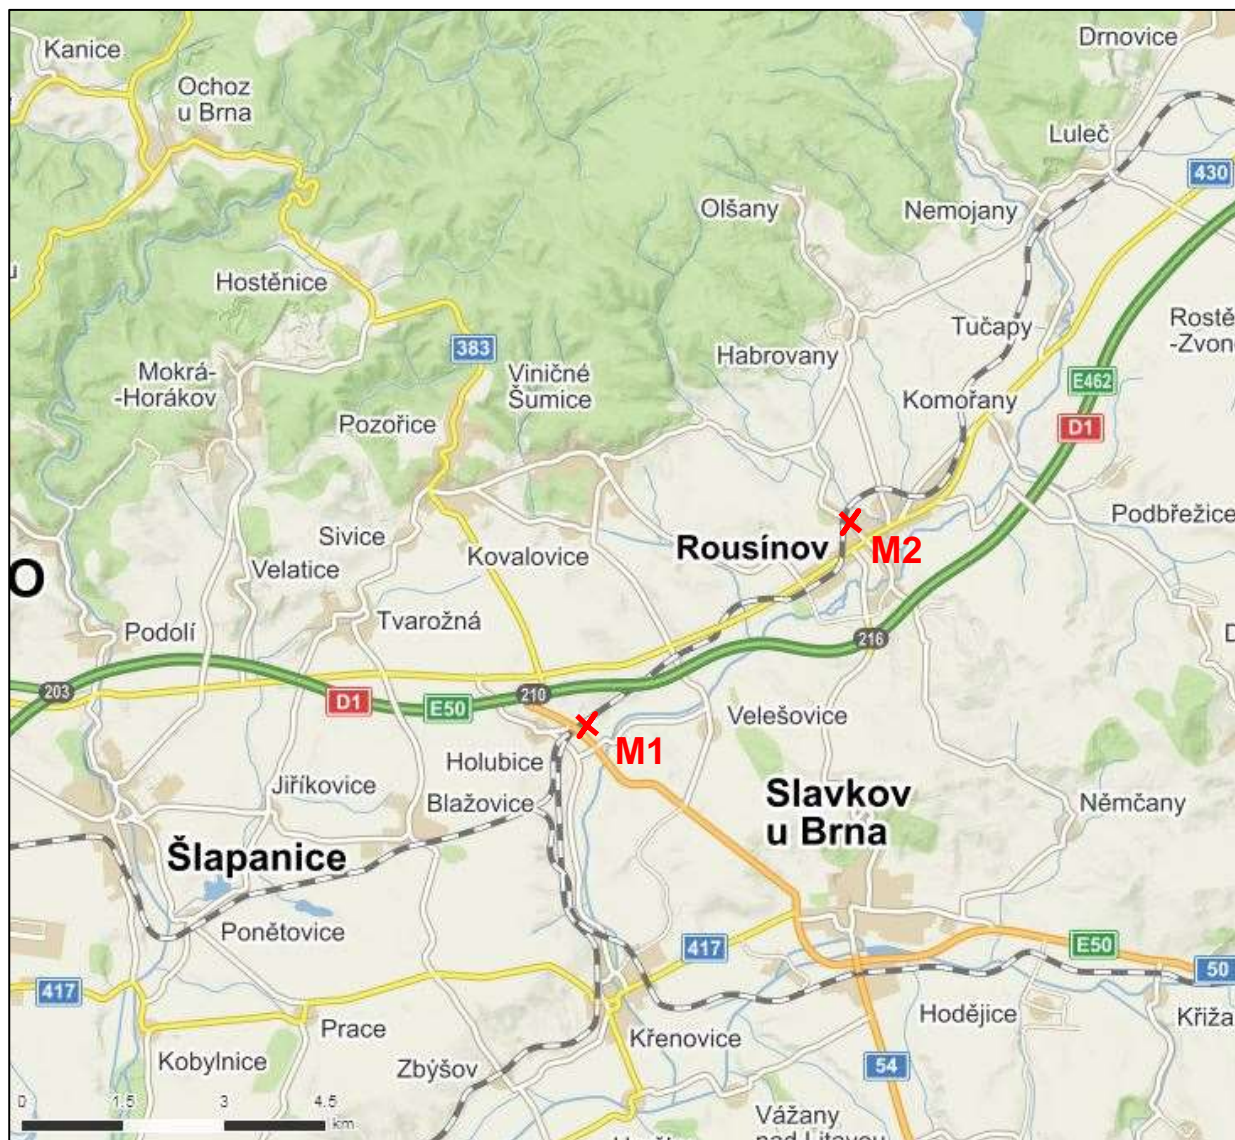 Kanice
Drnovice
Ochoz
u Brna
Luleč
430
Olšany
Nemojany
Hostěnice
Tučapy
383
Habrovany
Mokrá-
-Horákov
Viničné
Šumice
E462
Komořany
Pozořice
D1
Podbřežice
Sivice
Kovalovice
Rousínov
M2
Velatice
O
Tvarožná
Podolí
216
203
D1
E50
210
Velešovice
M1
Holubice
Jiříkovice
Blažovice
Slavkov
u Brna
Němčany
Šlapanice
Ponětovice
417
E50
417
50
Prace
Hodějice
Křenovice
Kobylnice
Zbýšov
54
0 1.5 3 4.5
km
Vážany